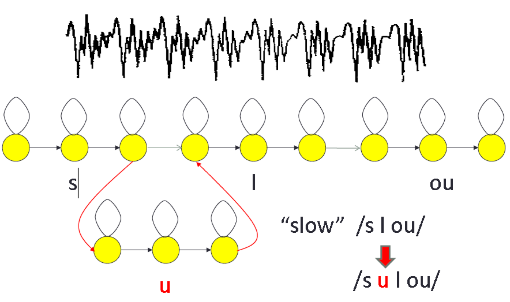 s l ou
"slow" /s l ou/
u
/s u l ou/